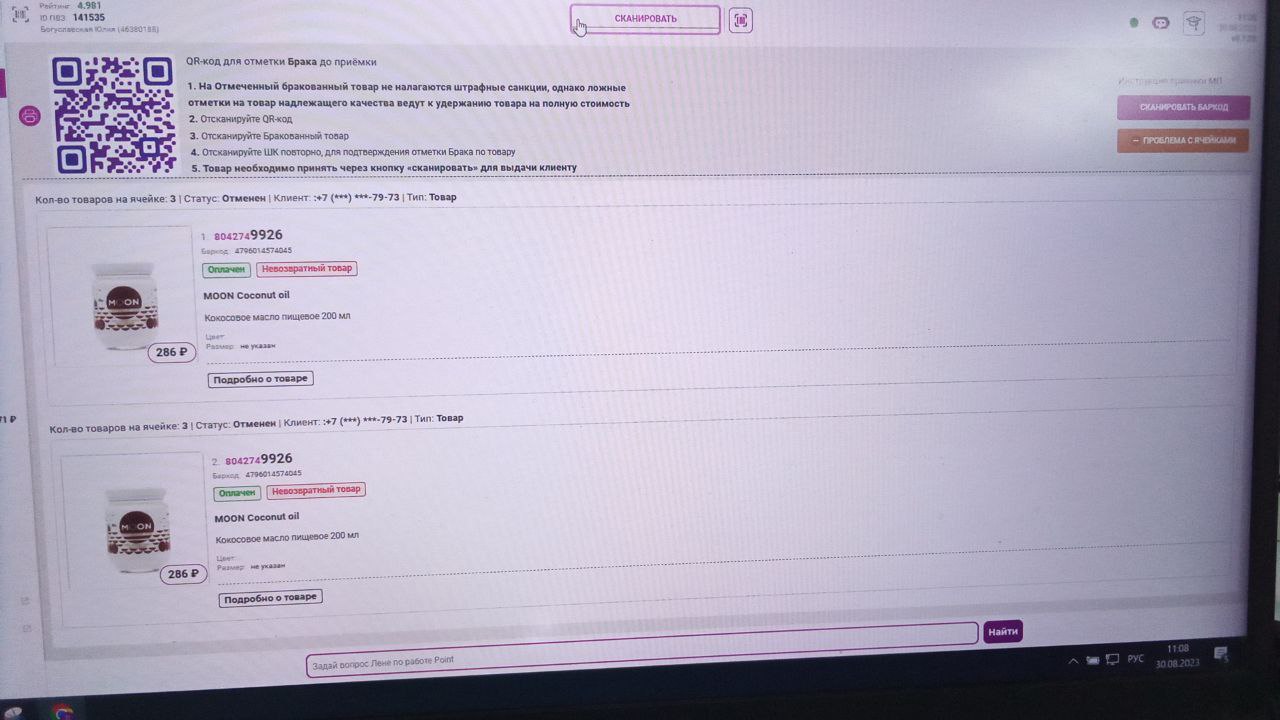 Рейтинг: 4.981
ID ПВЗ: 141535
Богуславская Юлия (46380188)
СКАНИРОВАТЬ
11:08
QR-код для отметки Брака до приёмки
1. На Отмеченный бракованный товар не налагаются штрафные санкции, однако ложные
отметки на товар надлежащего качества ведут к удержанию товара на полную стоимость
2. Отсканируйте QR-код
3. Отсканируйте Бракованный товар
4. Отсканируйте ШК повторно, для подтверждения отметки Брака по товару
5. Товар необходимо принять через кнопку «сканировать» для выдачи клиенту
Инструкция приемки МП
СКАНИРОВАТЬ БАРКОД
— ПРОБЛЕМА С ЯЧЕЙКАМИ
Кол-во товаров на ячейке: 3 | Статус: Отменен | Клиент: :+7 (***) ***-79-73 | Тип: Товар
1. 8042749926
Баркод: 4796014574045
Оплачен Невозвратный товар
MOON Coconut oil
Кокосовое масло пищевое 200 мл
Цвет:
Размер: не указан
MOON
286 ₽
Подробно о товаре
71 ₽
Кол-во товаров на ячейке: 3 | Статус: Отменен | Клиент: :+7 (***) ***-79-73 | Тип: Товар
2. 8042749926
Баркод: 4796014574045
Оплачен Невозвратный товар
MOON Coconut oil
Кокосовое масло пищевое 200 мл
Цвет:
Размер: не указан
MOON
286 ₽
Подробно о товаре
Задай вопрос Лене по работе Point
Найти
РУС
11:08
30.08.2023